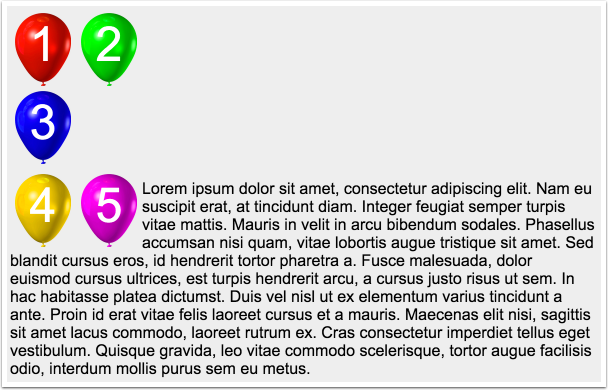 1 2
3
4 5
Lorem ipsum dolor sit amet, consectetur adipiscing elit. Nam eu
suscipit erat, at tincidunt diam. Integer feugiat semper turpis
vitae mattis. Mauris in velit in arcu bibendum sodales. Phasellus
accumsan nisi quam, vitae lobortis augue tristique sit amet. Sed
blandit cursus eros, id hendrerit tortor pharetra a. Fusce malesuada, dolor
euismod cursus ultrices, est turpis hendrerit arcu, a cursus justo risus ut sem. In
hac habitasse platea dictumst. Duis vel nisl ut ex elementum varius tincidunt a
ante. Proin id erat vitae felis laoreet cursus et a mauris. Maecenas elit nisi, sagittis
sit amet lacus commodo, laoreet rutrum ex. Cras consectetur imperdiet tellus eget
vestibulum. Quisque gravida, leo vitae commodo scelerisque, tortor augue facilisis
odio, interdum mollis purus sem eu metus.